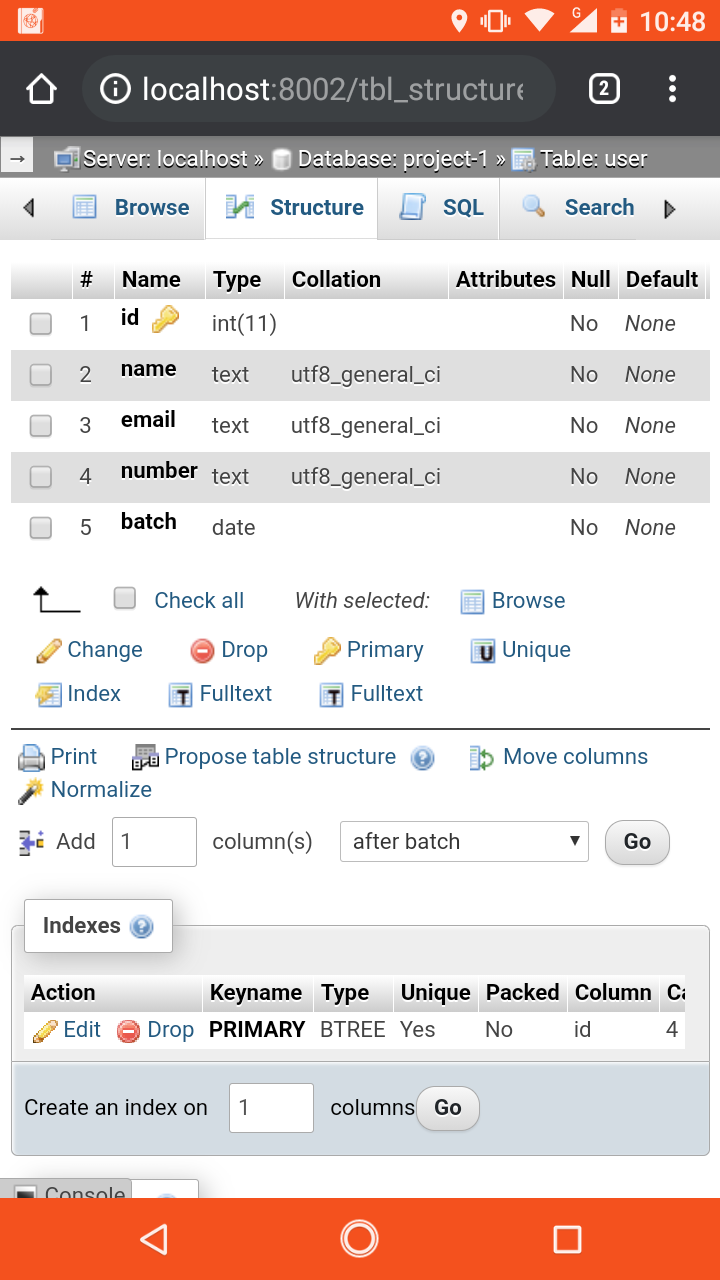 G 10:48
localhost:8002/tbl_structure 2
→ Server: localhost » Database: project-1 » Table: user
Browse Structure SQL Search
# Name Type Collation Attributes Null Default
1 id int(11) No None
2 name text utf8_general_ci No None
3 email text utf8_general_ci No None
4 number text utf8_general_ci No None
5 batch date No None
Check all With selected: Browse
Change Drop Primary U Unique
Index T Fulltext T Fulltext
Print Propose table structure Move columns
Normalize
Add 1 column(s) after batch Go
Indexes
Action Keyname Type Unique Packed Column
Edit Drop PRIMARY BTREE Yes No id 4
Create an index on 1 columns Go
Console